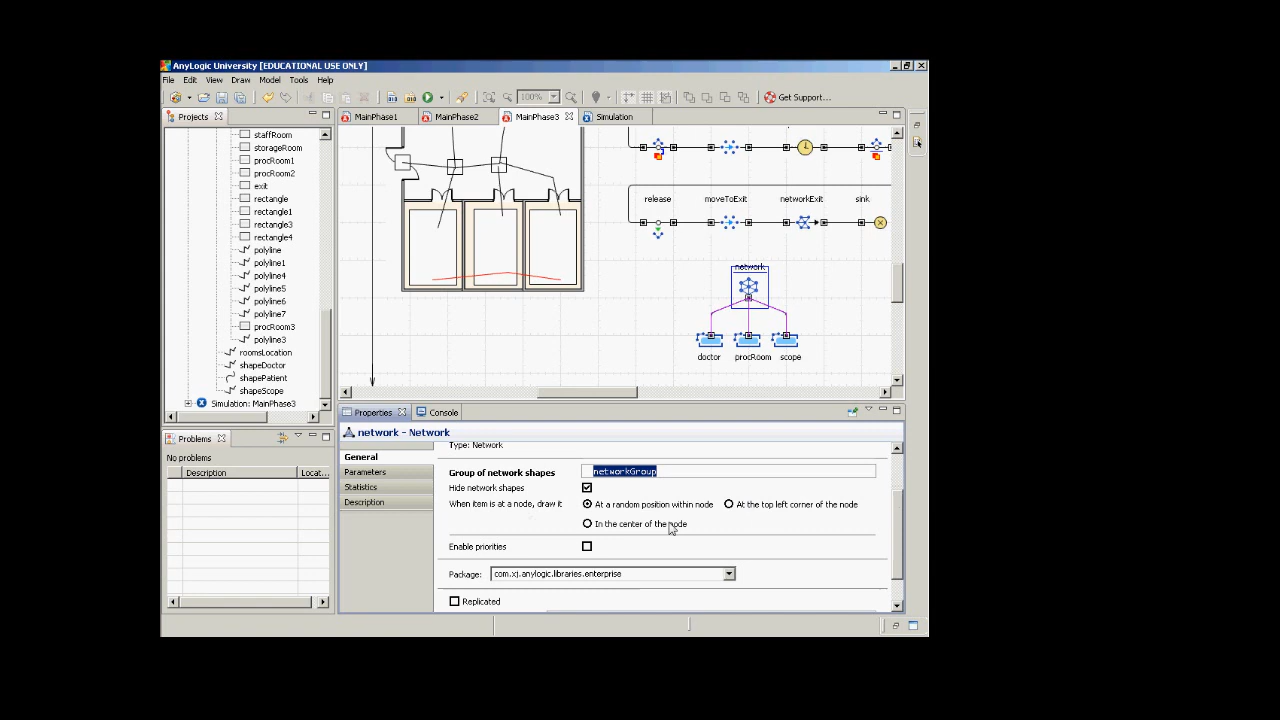 AnyLogic University [EDUCATIONAL USE ONLY]
File Edit View Draw Model Tools Help
100% Get Support...
Projects MainPhase1 MainPhase2 MainPhase3 Simulation
staffRoom
storageRoom
procRoom1
procRoom2
exit
rectangle
rectangle1
rectangle3
rectangle4
polyline
polyline1
polyline4
polyline5
polyline6
polyline7
procRoom3
polyline3
roomsLocation
shapeDoctor
shapePatient
shapeScope
Simulation: MainPhase3
release moveToExit networkExit sink
network
doctor procRoom scope
Problems
No problems
Description Locat...
Properties Console
network - Network
General
Parameters
Statistics
Description
Type: Network
Group of network shapes networkGroup
Hide network shapes
When item is at a node, draw it At a random position within node At the top left corner of the node
In the center of the node
Enable priorities
Package: com.xj.anylogic.libraries.enterprise
Replicated